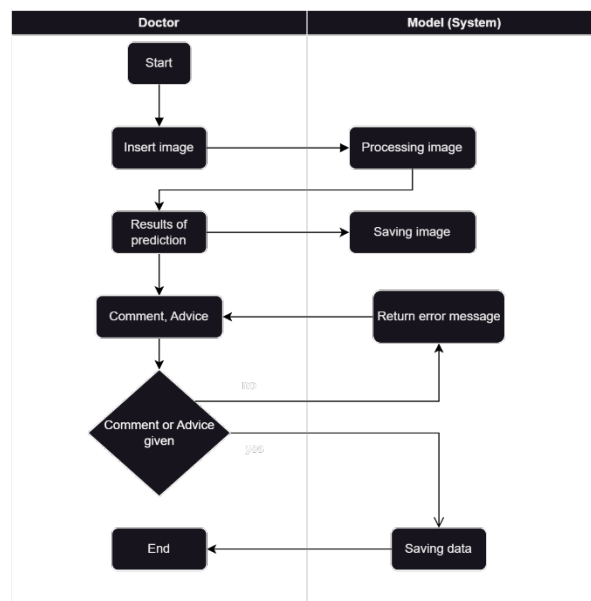 Doctor
Model (System)
Start
Insert image
Processing image
Results of
prediction
Saving image
Comment, Advice
Return error message
no
Comment or Advice
given
yes
End
Saving data